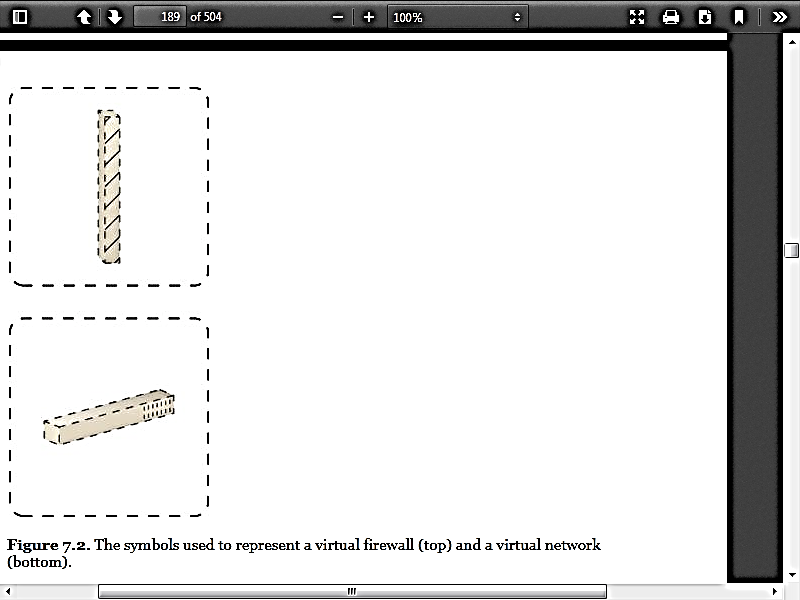 189 of 504
100%
Figure 7.2. The symbols used to represent a virtual firewall (top) and a virtual network
(bottom).